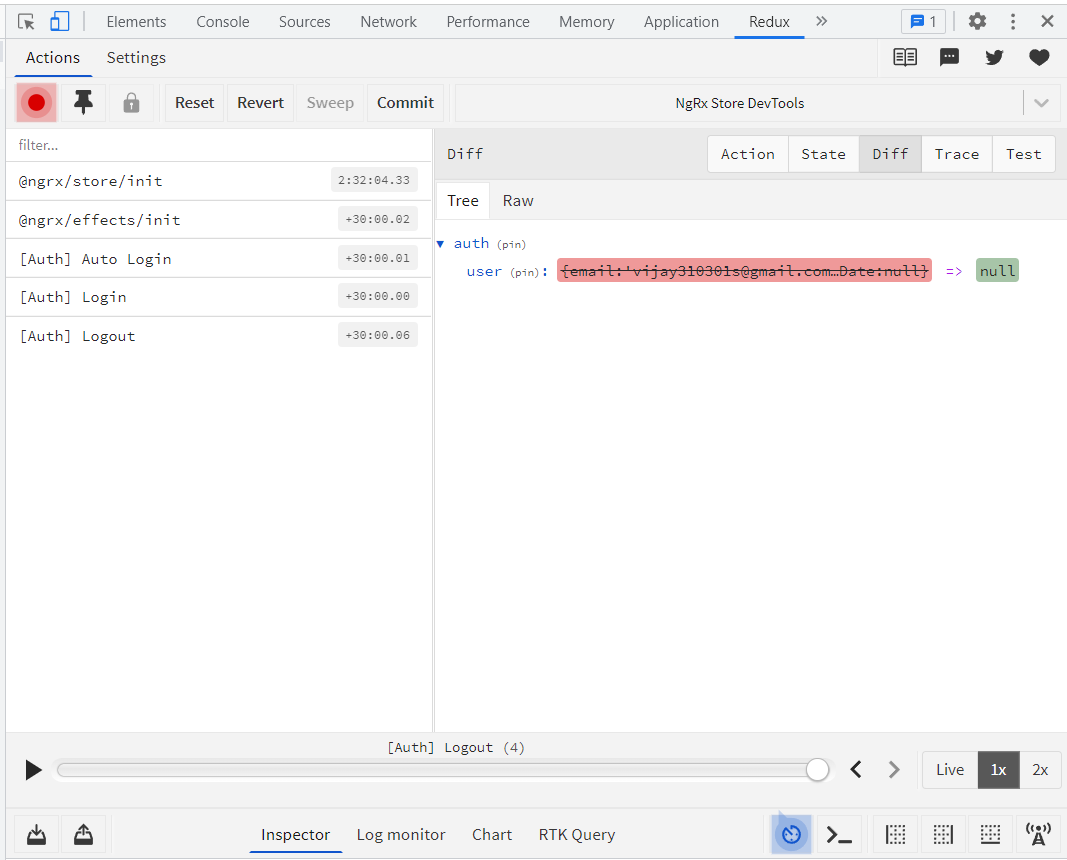 Elements Console Sources Network Performance Memory Application Redux 1
Actions Settings
Reset Revert Sweep Commit NgRx Store DevTools
filter...
@ngrx/store/init 2:32:04.33
@ngrx/effects/init +30:00.02
[Auth] Auto Login +30:00.01
[Auth] Login +30:00.00
[Auth] Logout +30:00.06
Diff Action State Diff Trace Test
Tree Raw
auth (pin)
user (pin): {email:'vijay310301s@gmail.com…Date:null} => null
[Auth] Logout (4)
Live 1x 2x
Inspector Log monitor Chart RTK Query